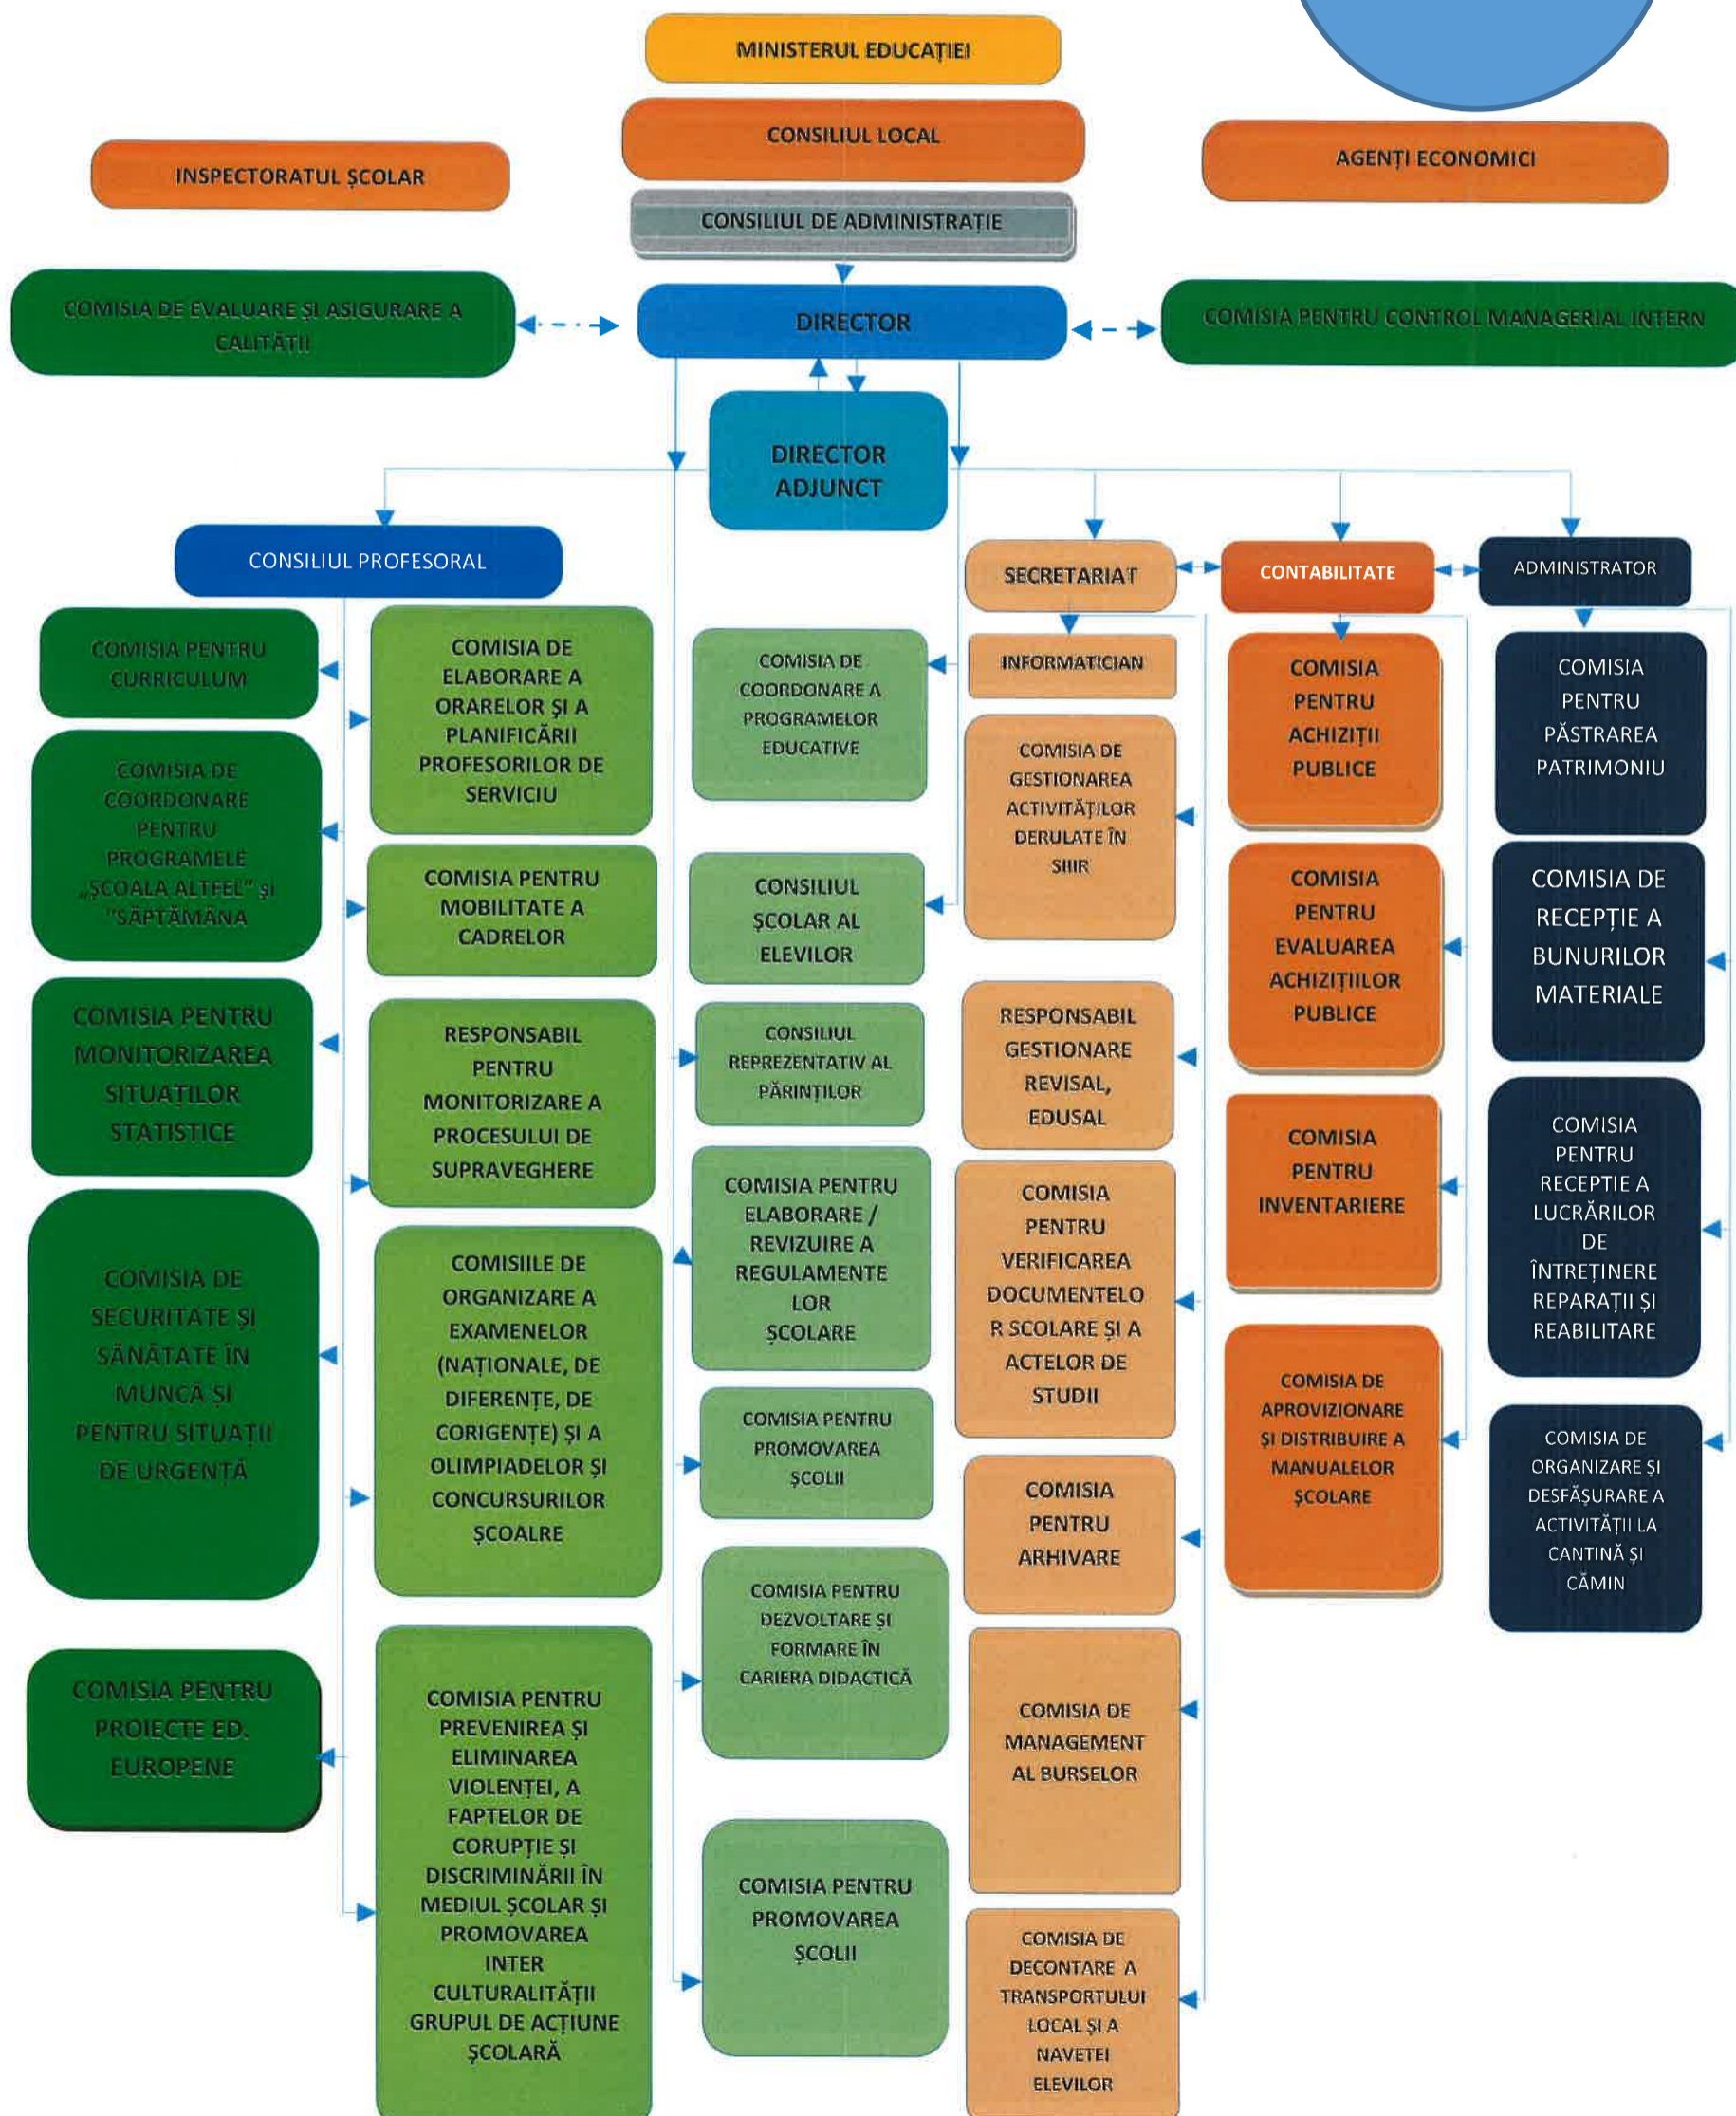 MINISTERUL EDUCAȚIEI
CONSILIUL LOCAL
INSPECTORATUL ȘCOLAR
AGENȚI ECONOMICI
CONSILIUL DE ADMINISTRAȚIE
COMISIA DE EVALUARE ȘI ASIGURARE A
CALITĂȚII
DIRECTOR
COMISIA PENTRU CONTROL MANAGERIAL INTERN
DIRECTOR
ADJUNCT
CONSILIUL PROFESORAL
SECRETARIAT
CONTABILITATE
ADMINISTRATOR
COMISIA PENTRU
CURRICULUM
COMISIA DE
COORDONARE
PENTRU
PROGRAMELE
„ȘCOALA ALTFEL" și
"SĂPTĂMÂNA
COMISIA PENTRU
MONITORIZAREA
SITUAȚILOR
STATISTICE
COMISIA DE
SECURITATE ȘI
SĂNĂTATE ÎN
MUNCĂ ȘI
PENTRU SITUAȚII
DE URGENȚĂ
COMISIA PENTRU
PROIECTE ED.
EUROPENE
COMISIA DE
ELABORARE A
ORARELOR ȘI A
PLANIFICĂRII
PROFESORILOR DE
SERVICIU
COMISIA PENTRU
MOBILITATE A
CADRELOR
RESPONSABIL
PENTRU
MONITORIZARE A
PROCESULUI DE
SUPRAVEGHERE
COMISIILE DE
ORGANIZARE A
EXAMENELOR
(NAȚIONALE, DE
DIFERENȚE, DE
CORIGENȚE) ȘI A
OLIMPIADELOR ȘI
CONCURSURILOR
ȘCOALRE
COMISIA PENTRU
PREVENIREA ȘI
ELIMINAREA
VIOLENȚEI, A
FAPTELOR DE
CORUPȚIE ȘI
DISCRIMINĂRII ÎN
MEDIUL ȘCOLAR ȘI
PROMOVAREA
INTER
CULTURALITĂȚII
GRUPUL DE ACȚIUNE
ȘCOLARĂ
COMISIA DE
COORDONARE A
PROGRAMELOR
EDUCATIVE
CONSILIUL
ȘCOLAR AL
ELEVILOR
CONSILIUL
REPREZENTATIV AL
PĂRINȚILOR
COMISIA PENTRU
ELABORARE /
REVIZUIRE A
REGULAMENTE
LOR
ȘCOLARE
COMISIA PENTRU
PROMOVAREA
ȘCOLII
COMISIA PENTRU
DEZVOLTARE ȘI
FORMARE ÎN
CARIERA DIDACTICĂ
COMISIA PENTRU
PROMOVAREA
ȘCOLII
INFORMATICIAN
COMISIA DE
GESTIONAREA
ACTIVITĂȚILOR
DERULATE ÎN
SIIIR
RESPONSABIL
GESTIONARE
REVISAL,
EDUSAL
COMISIA
PENTRU
VERIFICAREA
DOCUMENTELO
R SCOLARE ȘI A
ACTELOR DE
STUDII
COMISIA
PENTRU
ARHIVARE
COMISIA DE
MANAGEMENT
AL BURSELOR
COMISIA DE
DECONTARE A
TRANSPORTULUI
LOCAL ȘI A
NAVETEI
ELEVILOR
COMISIA
PENTRU
ACHIZIȚII
PUBLICE
COMISIA
PENTRU
EVALUAREA
ACHIZIȚIILOR
PUBLICE
COMISIA
PENTRU
INVENTARIERE
COMISIA DE
APROVIZIONARE
ȘI DISTRIBUIRE A
MANUALELOR
ȘCOLARE
COMISIA
PENTRU
PĂSTRAREA
PATRIMONIU
COMISIA DE
RECEPȚIE A
BUNURILOR
MATERIALE
COMISIA
PENTRU
RECEPTIE A
LUCRĂRILOR
DE
ÎNTREȚINERE
REPARAȚII ȘI
REABILITARE
COMISIA DE
ORGANIZARE ȘI
DESFĂȘURARE A
ACTIVITĂȚII LA
CANTINĂ ȘI
CĂMIN